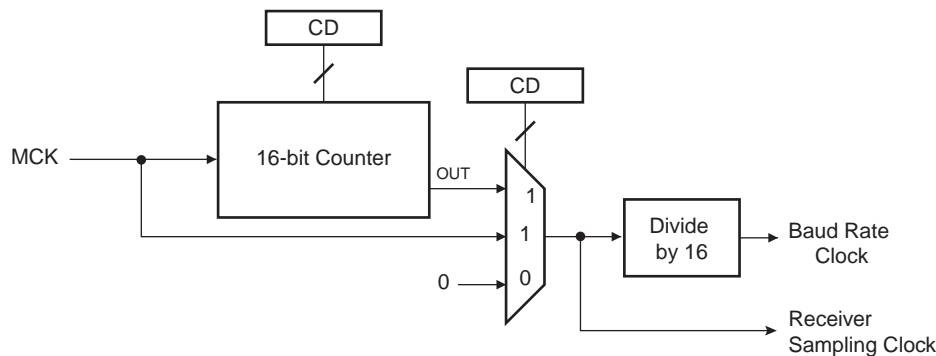 CD
CD
MCK
16-bit Counter
OUT
1
1
0
0
Divide
by 16
Baud Rate
Clock
Receiver
Sampling Clock